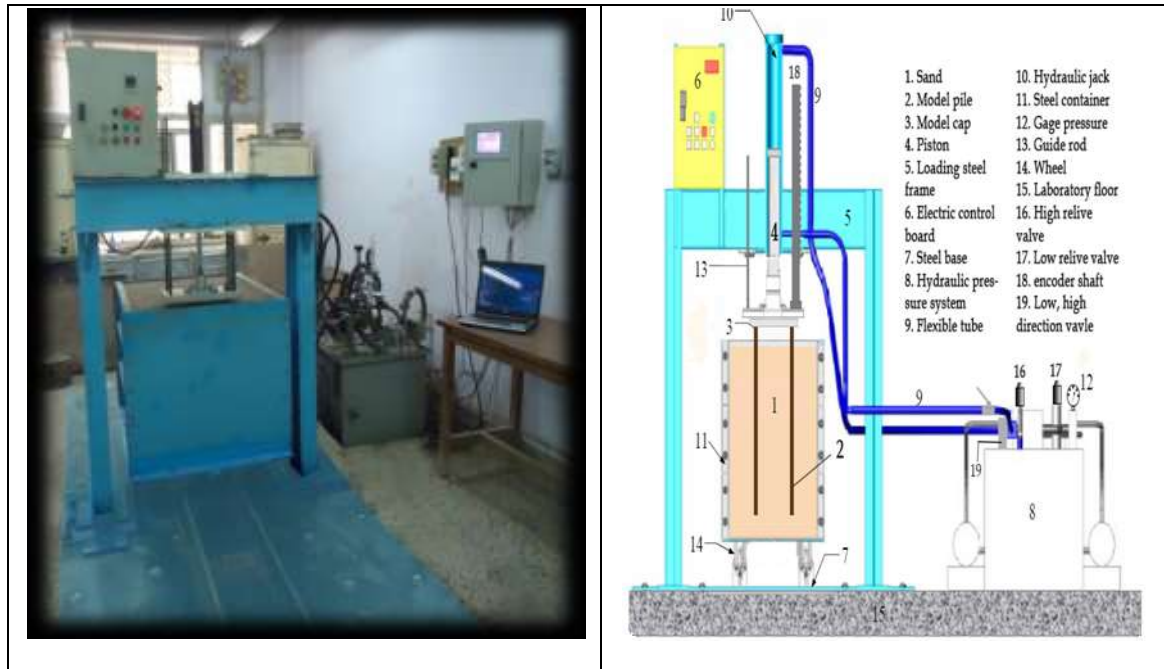 10
18
6
9
5
4
13
3
1
11
2
14
7
15
16
17
12
9
19
8
1. Sand
2. Model pile
3. Model cap
4. Piston
5. Loading steel
frame
6. Electric control
board
7. Steel base
8. Hydraulic pres-
sure system
9. Flexible tube
10. Hydraulic jack
11. Steel container
12. Gage pressure
13. Guide rod
14. Wheel
15. Laboratory floor
16. High relive
valve
17. Low relive valve
18. encoder shaft
19. Low, high
direction vavle